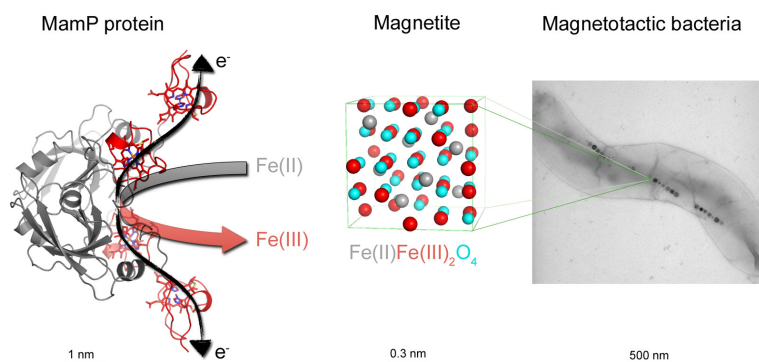 MamP protein
Magnetite
Magnetotactic bacteria
e⁻
Fe(II)
Fe(III)
e⁻
Fe(II)Fe(III)₂O₄
1 nm
0.3 nm
500 nm